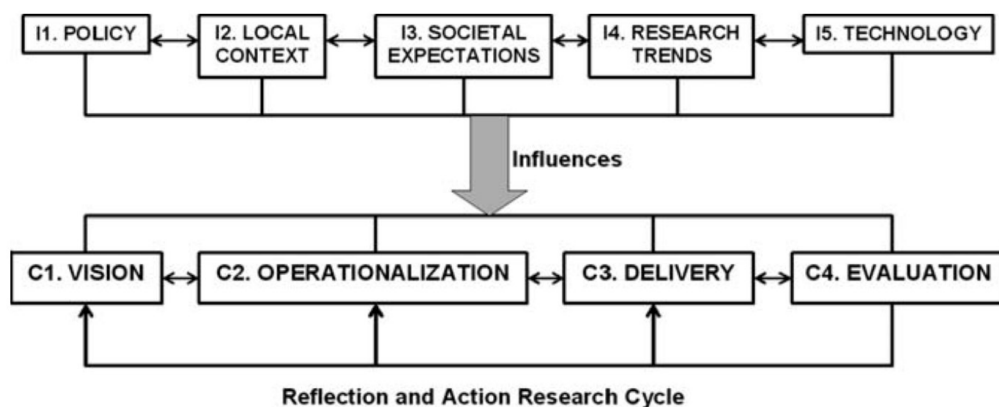 I1. POLICY
I2. LOCAL
CONTEXT
I3. SOCIETAL
EXPECTATIONS
I4. RESEARCH
TRENDS
I5. TECHNOLOGY
Influences
C1. VISION
C2. OPERATIONALIZATION
C3. DELIVERY
C4. EVALUATION
Reflection and Action Research Cycle